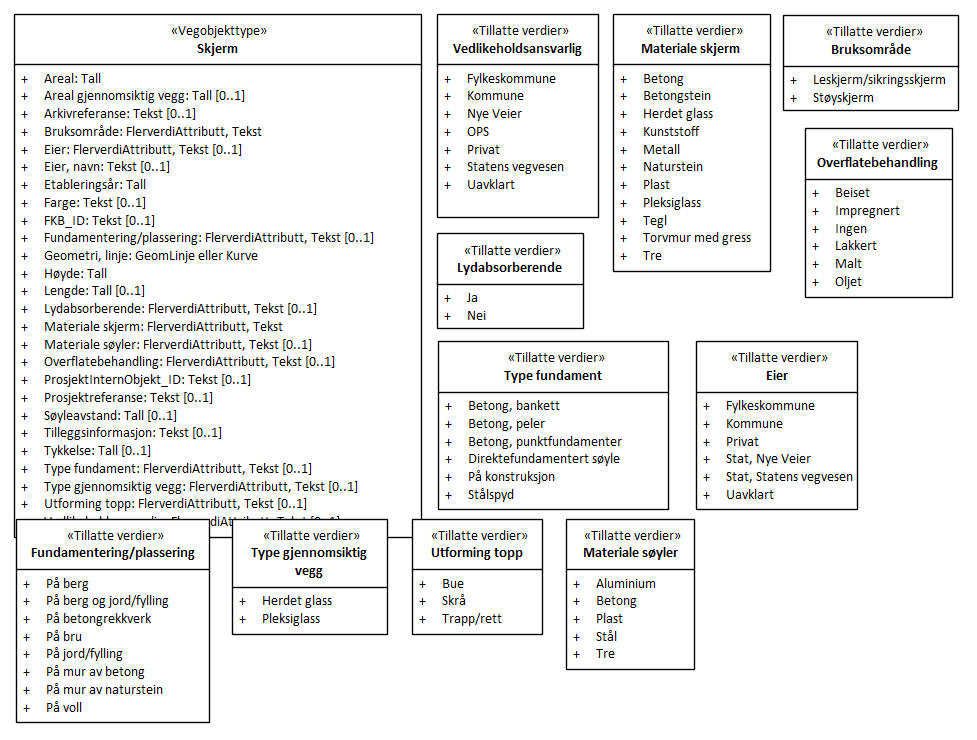 «Vegobjekttype»
Skjerm
+ Areal: Tall
+ Areal gjennomsiktig vegg: Tall [0..1]
+ Arkivreferanse: Tekst [0..1]
+ Bruksområde: FlerverdiAttributt, Tekst
+ Eier: FlerverdiAttributt, Tekst [0..1]
+ Eier, navn: Tekst [0..1]
+ Etableringsår: Tall
+ Farge: Tekst [0..1]
+ FKB_ID: Tekst [0..1]
+ Fundamentering/plassering: FlerverdiAttributt, Tekst [0..1]
+ Geometri, linje: GeomLinje eller Kurve
+ Høyde: Tall
+ Lengde: Tall [0..1]
+ Lydabsorberende: FlerverdiAttributt, Tekst [0..1]
+ Materiale skjerm: FlerverdiAttributt, Tekst
+ Materiale søyler: FlerverdiAttributt, Tekst [0..1]
+ Overflatebehandling: FlerverdiAttributt, Tekst [0..1]
+ ProsjektInternObjekt_ID: Tekst [0..1]
+ Prosjektreferanse: Tekst [0..1]
+ Søyleavstand: Tall [0..1]
+ Tilleggsinformasjon: Tekst [0..1]
+ Tykkelse: Tall [0..1]
+ Type fundament: FlerverdiAttributt, Tekst [0..1]
+ Type gjennomsiktig vegg: FlerverdiAttributt, Tekst [0..1]
+ Utforming topp: FlerverdiAttributt, Tekst [0..1]
«Tillatte verdier»
Vedlikeholdsansvarlig
+ Fylkeskommune
+ Kommune
+ Nye Veier
+ OPS
+ Privat
+ Statens vegvesen
+ Uavklart
«Tillatte verdier»
Materiale skjerm
+ Betong
+ Betongstein
+ Herdet glass
+ Kunststoff
+ Metall
+ Naturstein
+ Plast
+ Pleksiglass
+ Tegl
+ Torvmur med gress
+ Tre
«Tillatte verdier»
Bruksområde
+ Leskjerm/sikringsskjerm
+ Støyskjerm
«Tillatte verdier»
Overflatebehandling
+ Beiset
+ Impregnert
+ Ingen
+ Lakkert
+ Malt
+ Oljet
«Tillatte verdier»
Lydabsorberende
+ Ja
+ Nei
«Tillatte verdier»
Type fundament
+ Betong, bankett
+ Betong, peler
+ Betong, punktfundamenter
+ Direktefundamentert søyle
+ På konstruksjon
+ Stålspyd
«Tillatte verdier»
Eier
+ Fylkeskommune
+ Kommune
+ Privat
+ Stat, Nye Veier
+ Stat, Statens vegvesen
+ Uavklart
«Tillatte verdier»
Fundamentering/plassering
+ På berg
+ På berg og jord/fylling
+ På betongrekkverk
+ På bru
+ På jord/fylling
+ På mur av betong
+ På mur av naturstein
+ På voll
«Tillatte verdier»
Type gjennomsiktig
vegg
+ Herdet glass
+ Pleksiglass
«Tillatte verdier»
Utforming topp
+ Bue
+ Skrå
+ Trapp/rett
«Tillatte verdier»
Materiale søyler
+ Aluminium
+ Betong
+ Plast
+ Stål
+ Tre